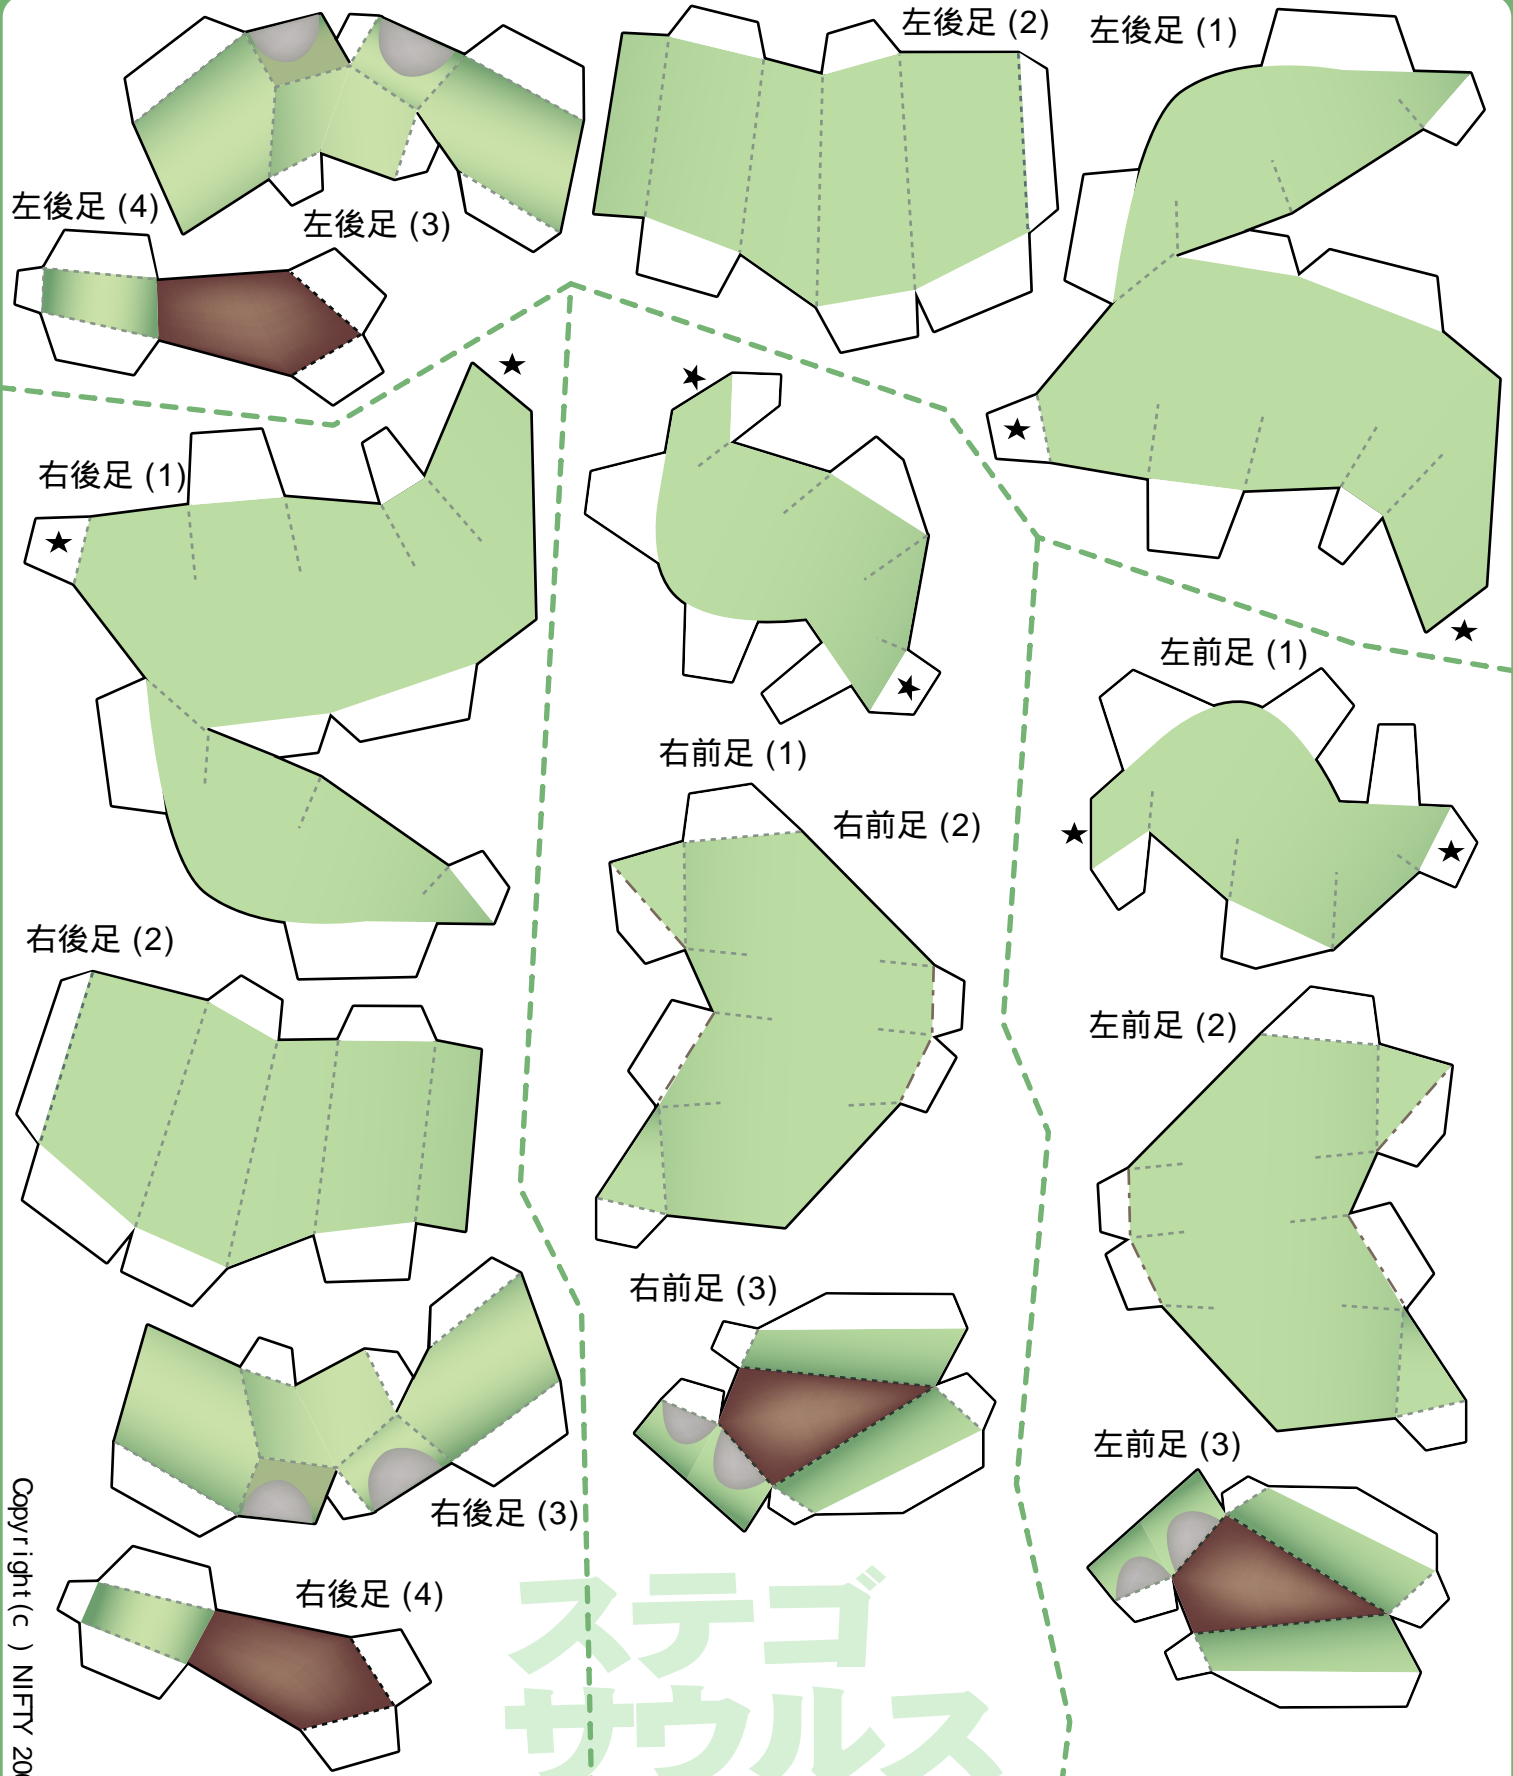 左後足 (2)
左後足 (1)
左後足 (4)
左後足 (3)
右後足 (1)
左前足 (1)
右前足 (1)
右前足 (2)
右後足 (2)
左前足 (2)
右前足 (3)
左前足 (3)
右後足 (3)
右後足 (4)
ステゴ
サウルス
Copyright(c) NIFTY